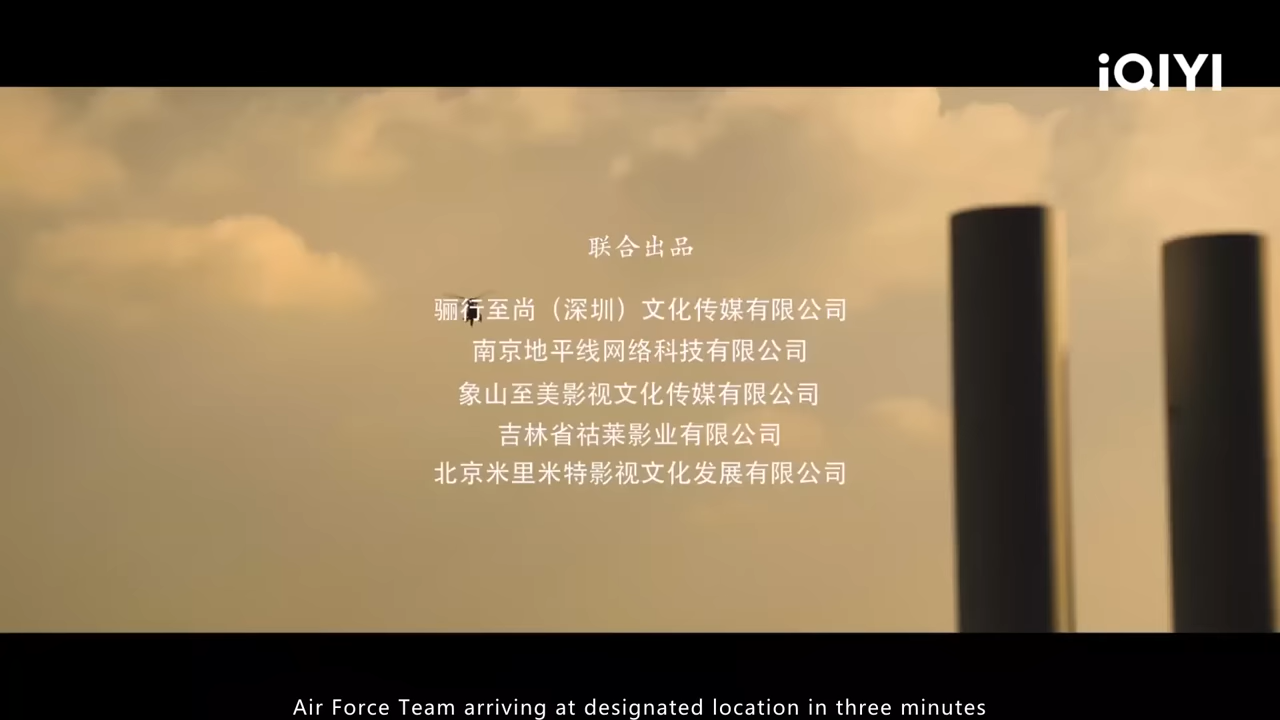 iQIYI
联合出品
骊行至尚（深圳）文化传媒有限公司
南京地平线网络科技有限公司
象山至美影视文化传媒有限公司
吉林省祜莱影业有限公司
北京米里米特影视文化发展有限公司
Air Force Team arriving at designated location in three minutes